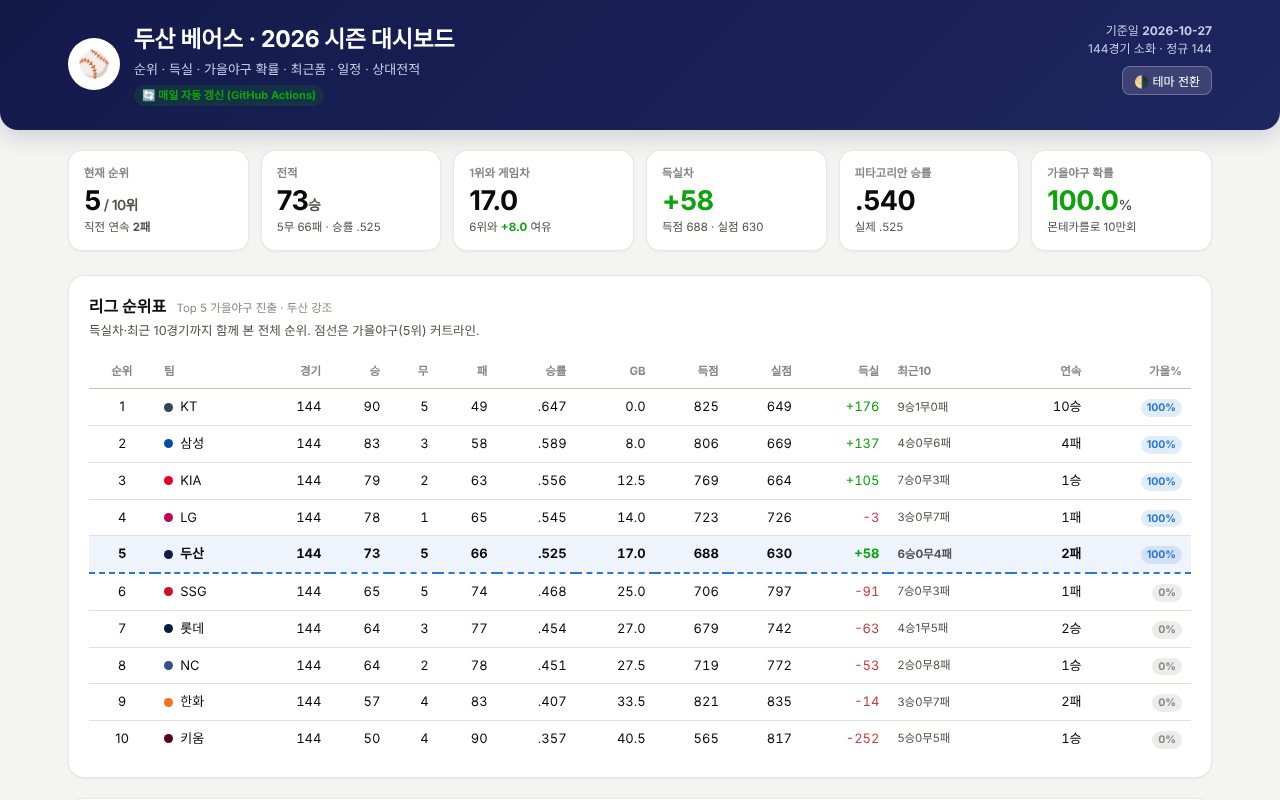 두산 베어스 · 2026 시즌 대시보드
순위 · 득실 · 가을야구 확률 · 최근폼 · 일정 · 상대전적
🔄 매일 자동 갱신 (GitHub Actions)
기준일 2026-10-27
144경기 소화 · 정규 144
🌗 테마 전환
현재 순위
5 / 10위
직전 연속 2패
전적
73승
5무 66패 · 승률 .525
1위와 게임차
17.0
6위와 +8.0 여유
득실차
+58
득점 688 · 실점 630
피타고리안 승률
.540
실제 .525
가을야구 확률
100.0%
몬테카를로 10만회
리그 순위표 Top 5 가을야구 진출 · 두산 강조
득실차·최근 10경기까지 함께 본 전체 순위. 점선은 가을야구(5위) 커트라인.
순위 팀 경기 승 무 패 승률 GB 득점 실점 득실 최근10 연속 가을%
1 KT 144 90 5 49 .647 0.0 825 649 +176 9승1무0패 10승 100%
2 삼성 144 83 3 58 .589 8.0 806 669 +137 4승0무6패 4패 100%
3 KIA 144 79 2 63 .556 12.5 769 664 +105 7승0무3패 1승 100%
4 LG 144 78 1 65 .545 14.0 723 726 -3 3승0무7패 1패 100%
5 두산 144 73 5 66 .525 17.0 688 630 +58 6승0무4패 2패 100%
6 SSG 144 65 5 74 .468 25.0 706 797 -91 7승0무3패 1패 0%
7 롯데 144 64 3 77 .454 27.0 679 742 -63 4승1무5패 2승 0%
8 NC 144 64 2 78 .451 27.5 719 772 -53 2승0무8패 1승 0%
9 한화 144 57 4 83 .407 33.5 821 835 -14 3승0무7패 2패 0%
10 키움 144 50 4 90 .357 40.5 565 817 -252 5승0무5패 1승 0%